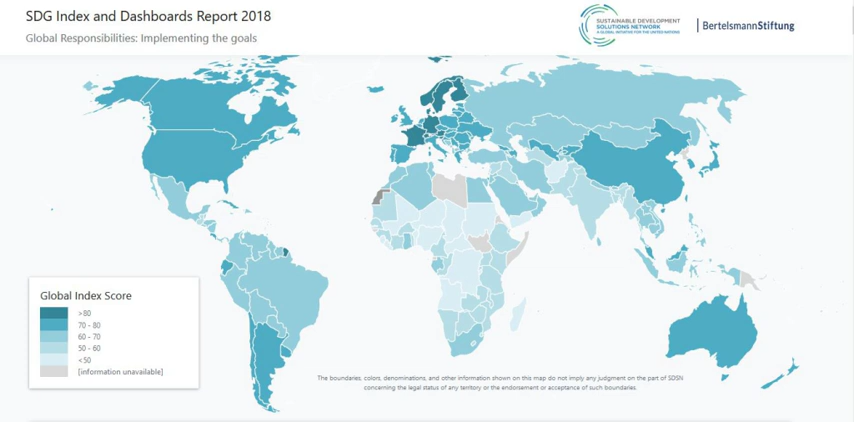 SDG Index and Dashboards Report 2018
Global Responsibilities: Implementing the goals
SUSTAINABLE DEVELOPMENT
SOLUTIONS NETWORK
A GLOBAL INITIATIVE FOR THE UNITED NATIONS
BertelsmannStiftung
Global Index Score
>80
70 - 80
60 - 70
50 - 60
<50
[information unavailable]
The boundaries, colors, denominations, and other information shown on this map do not imply any judgment on the part of SDSN
concerning the legal status of any territory or the endorsement or acceptance of such boundaries.